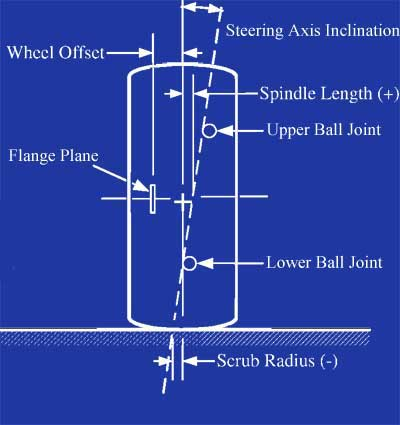 Steering Axis Inclination
Wheel Offset
Spindle Length (+)
Upper Ball Joint
Flange Plane
Lower Ball Joint
Scrub Radius (-)